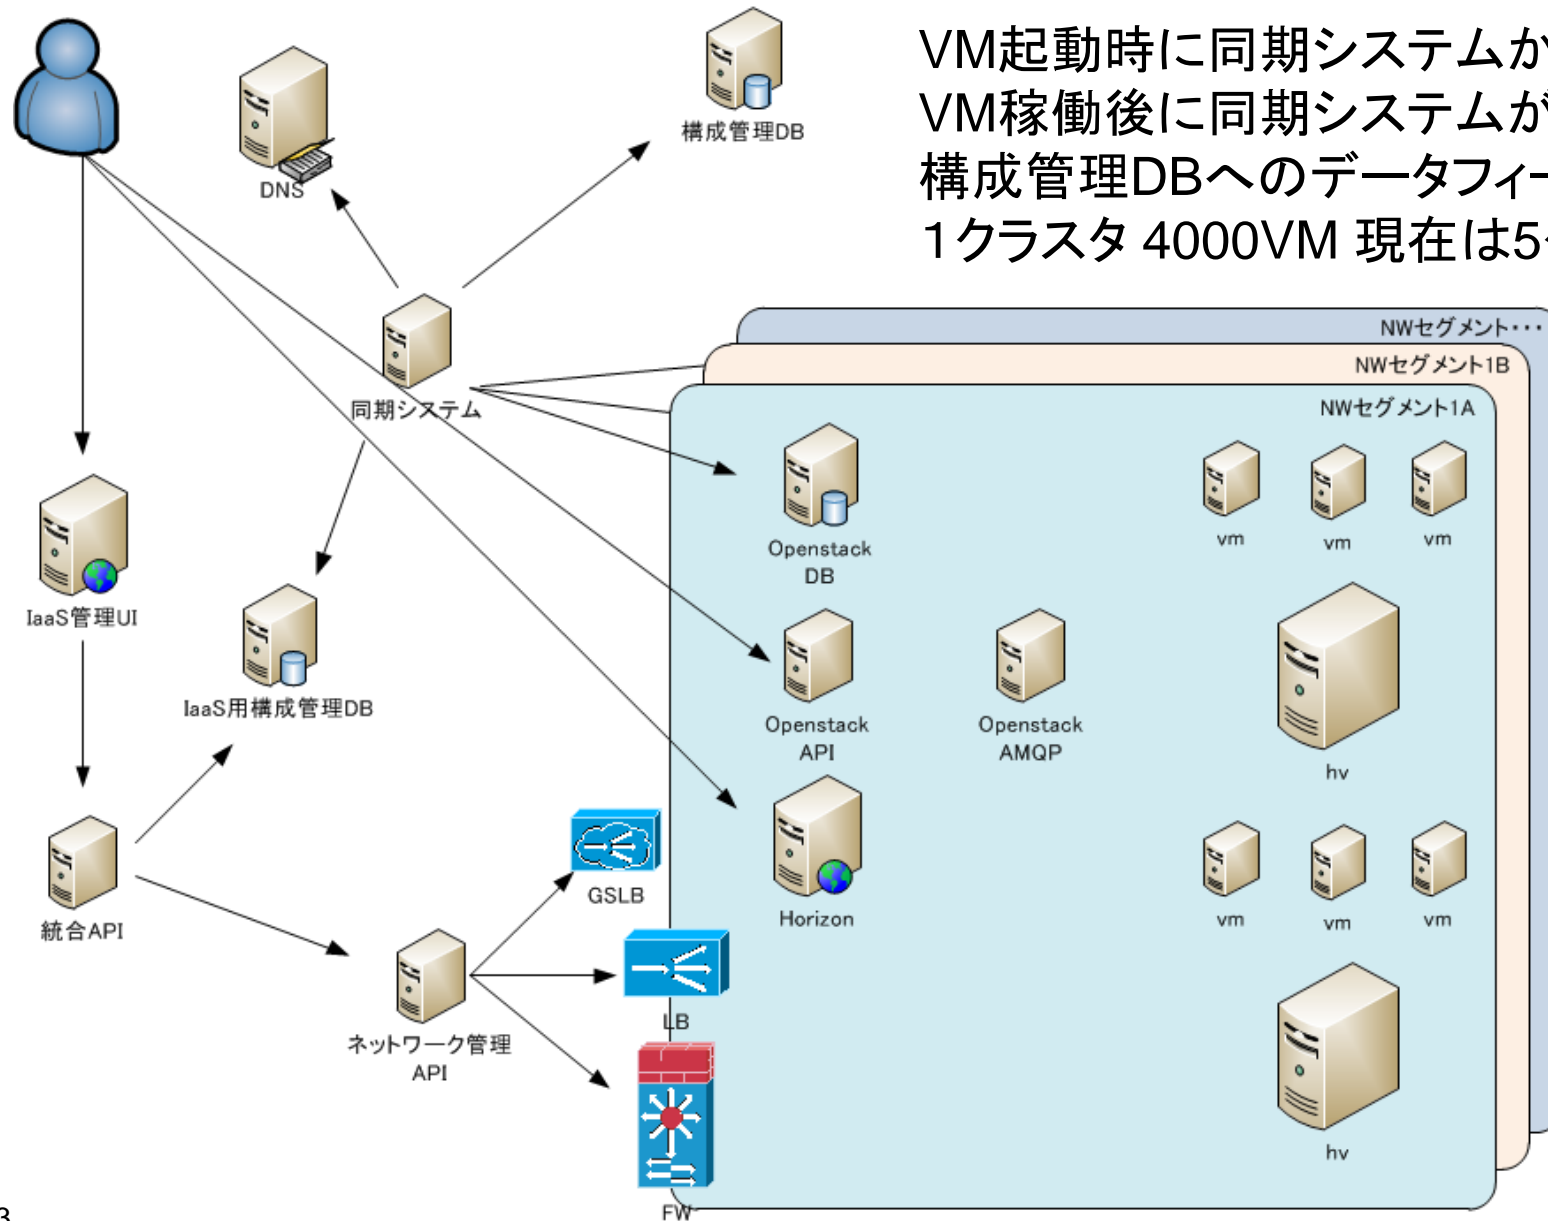 VM起動時に同期システムか
VM稼働後に同期システムが
構成管理DBへのデータフィー
1クラスタ 4000VM 現在は5
構成管理DB
DNS
同期システム
NWセグメント・・・
NWセグメント1B
NWセグメント1A
Openstack
DB
vm
vm
vm
IaaS管理UI
IaaS用構成管理DB
Openstack
API
Openstack
AMQP
hv
統合API
GSLB
Horizon
vm
vm
vm
LB
ネットワーク管理
API
FW
hv
3